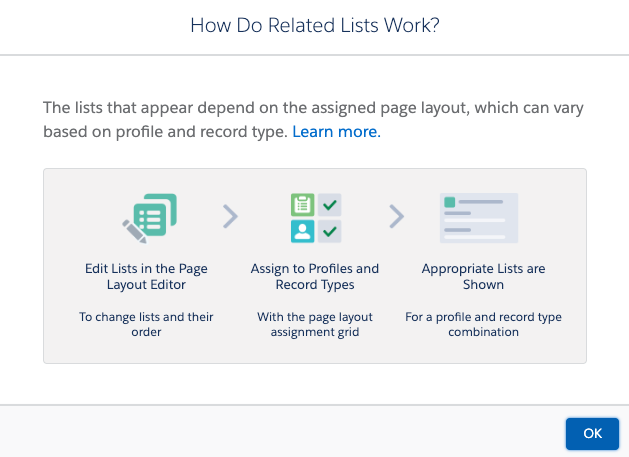 How Do Related Lists Work?
The lists that appear depend on the assigned page layout, which can vary
based on profile and record type. Learn more.
Edit Lists in the Page
Layout Editor
To change lists and their
order
Assign to Profiles and
Record Types
With the page layout
assignment grid
Appropriate Lists are
Shown
For a profile and record type
combination
OK